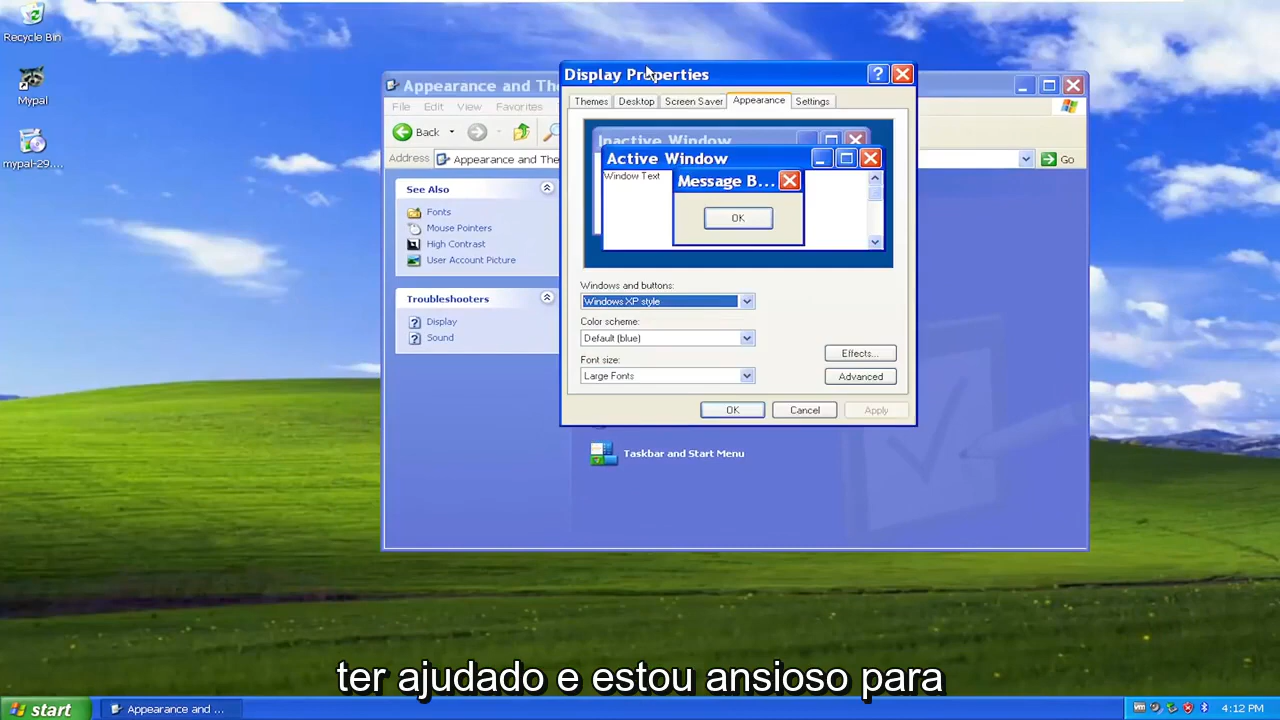 Recycle Bin
Mypal
mypal-29....
Appearance and The
File Edit View Favorites
Back
Address Appearance and The
Go
See Also
Fonts
Mouse Pointers
High Contrast
User Account Picture
Troubleshooters
Display
Sound
Taskbar and Start Menu
Display Properties
Themes Desktop Screen Saver Appearance Settings
Inactive Window
Active Window
Window Text
Message B...
OK
Windows and buttons:
Windows XP style
Color scheme:
Default (blue)
Font size:
Large Fonts
Effects...
Advanced
OK Cancel Apply
ter ajudado e estou ansioso para
start Appearance and ... 4:12 PM